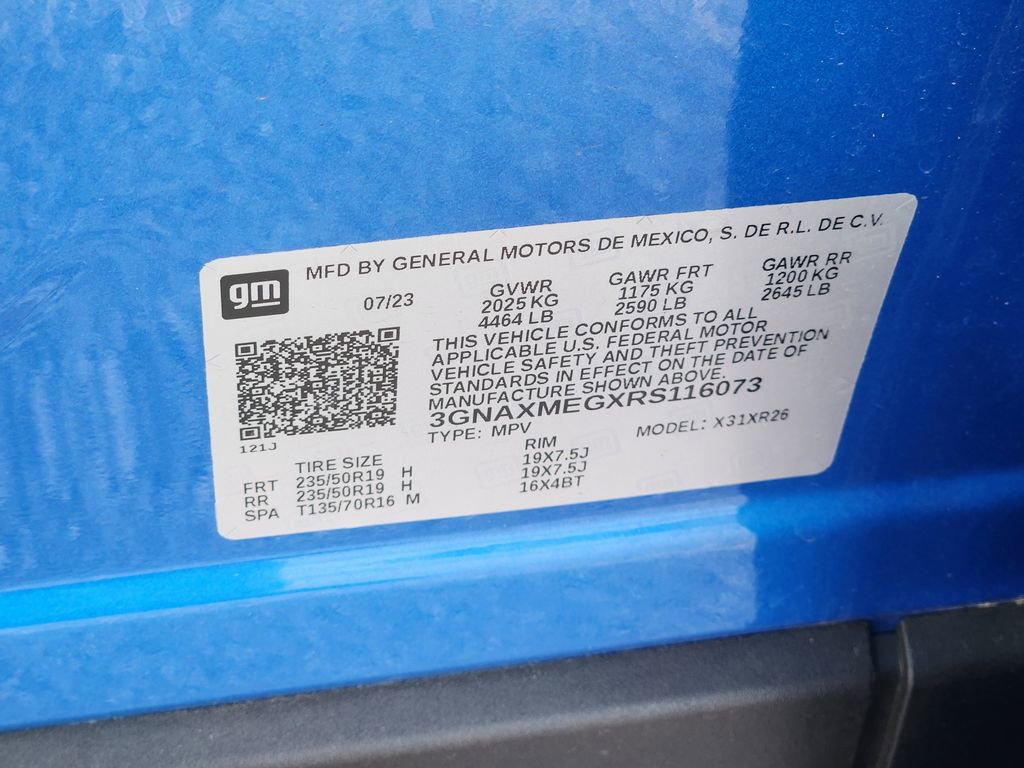 gm
MFD BY GENERAL MOTORS DE MEXICO, S. DE R.L. DE C.V.
07/23
GVWR
2025 KG
4464 LB
GAWR FRT
1175 KG
2590 LB
GAWR RR
1200 KG
2645 LB
THIS VEHICLE CONFORMS TO ALL
APPLICABLE U.S. FEDERAL MOTOR
VEHICLE SAFETY AND THEFT PREVENTION
STANDARDS IN EFFECT ON THE DATE OF
MANUFACTURE SHOWN ABOVE.
3GNAXMEGXRS116073
TYPE: MPV
MODEL: X31XR26
121J
TIRE SIZE
RIM
FRT 235/50R19 H 19X7.5J
RR 235/50R19 H 19X7.5J
SPA T135/70R16 M 16X4BT